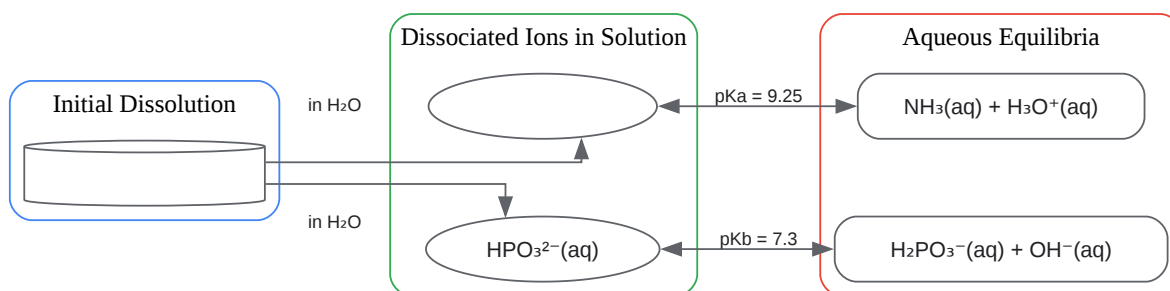 Initial Dissolution
in H₂O
in H₂O
Dissociated Ions in Solution
HPO₃²⁻(aq)
pKa = 9.25
pKb = 7.3
Aqueous Equilibria
NH₃(aq) + H₃O⁺(aq)
H₂PO₃⁻(aq) + OH⁻(aq)